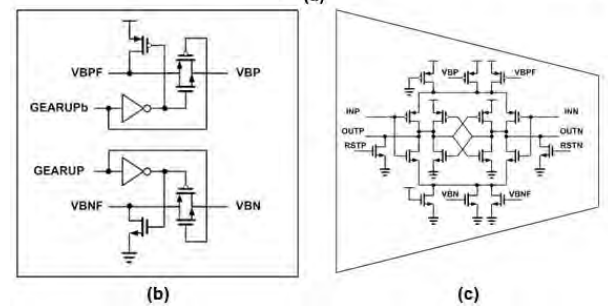 VBPF
VBP
GEARUPb
GEARUP
VBNF
VBN
(b)
VBP
VBPF
INP
INN
OUTP
OUTN
RSTP
RSTN
VBN
VBNF
(c)